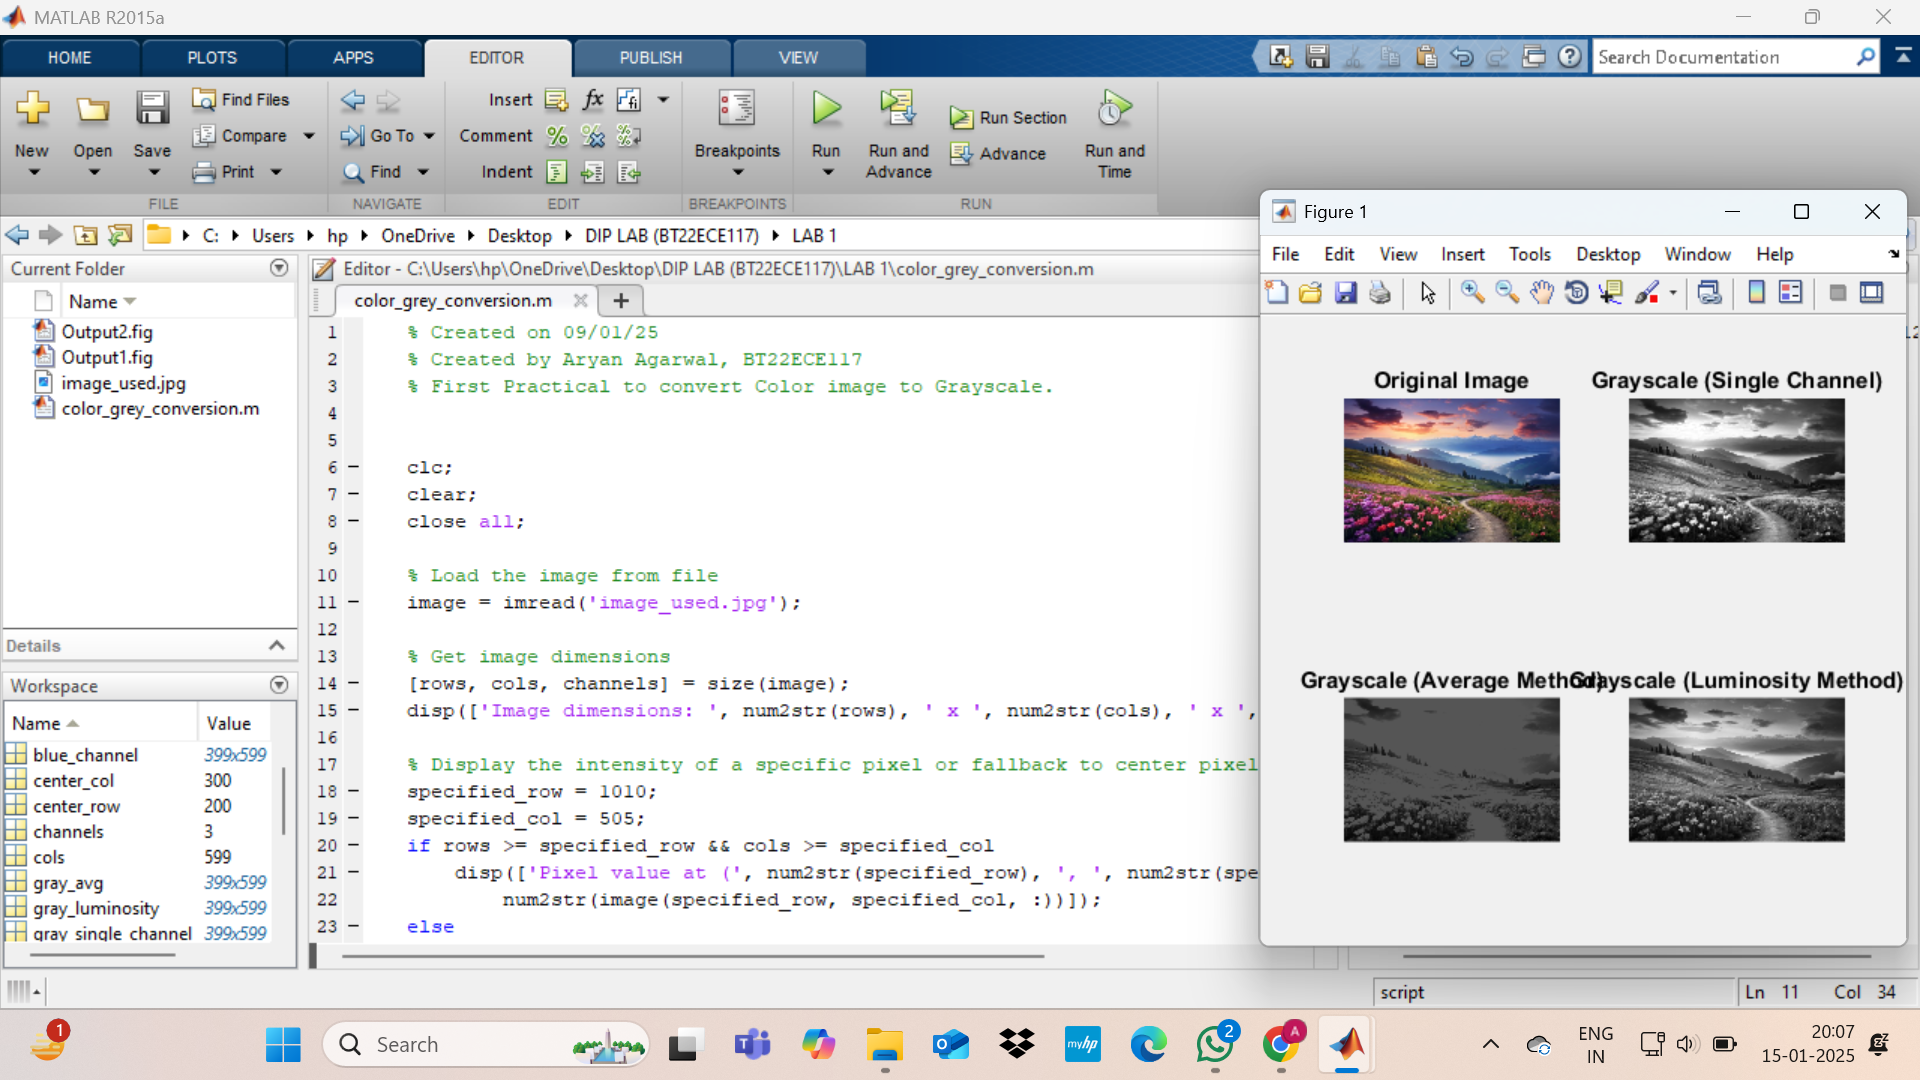 MATLAB R2015a
HOME
PLOTS
APPS
EDITOR
PUBLISH
VIEW
Search Documentation
New
Open
Save
Find Files
Compare
Print
FILE
Go To
Find
NAVIGATE
Insert
fx
Comment
Indent
EDIT
Breakpoints
BREAKPOINTS
Run
Run and Advance
Run Section
Advance
Run and Time
RUN
C: Users hp OneDrive Desktop DIP LAB (BT22ECE117) LAB 1
Current Folder
Name
Output2.fig
Output1.fig
image_used.jpg
color_grey_conversion.m
Details
Workspace
Name Value
blue_channel 399x599
center_col 300
center_row 200
channels 3
cols 599
gray_avg 399x599
gray_luminosity 399x599
gray_single_channel 399x599
Editor - C:\Users\hp\OneDrive\Desktop\DIP LAB (BT22ECE117)\LAB 1\color_grey_conversion.m
color_grey_conversion.m
1 % Created on 09/01/25
2 % Created by Aryan Agarwal, BT22ECE117
3 % First Practical to convert Color image to Grayscale.
4
5
6 clc;
7 clear;
8 close all;
9
10 % Load the image from file
11 image = imread('image_used.jpg');
12
13 % Get image dimensions
14 [rows, cols, channels] = size(image);
15 disp(['Image dimensions: ', num2str(rows), ' x ', num2str(cols), ' x ',
16
17 % Display the intensity of a specific pixel or fallback to center pixel
18 specified_row = 1010;
19 specified_col = 505;
20 if rows >= specified_row && cols >= specified_col
21 disp(['Pixel value at (', num2str(specified_row), ', ', num2str(spe
22 num2str(image(specified_row, specified_col, :))]);
23 else
Figure 1
File Edit View Insert Tools Desktop Window Help
Original Image
Grayscale (Single Channel)
Grayscale (Average Method)
Grayscale (Luminosity Method)
script
Ln 11 Col 34
1
Search
myhp
2
A
ENG
IN
20:07
15-01-2025